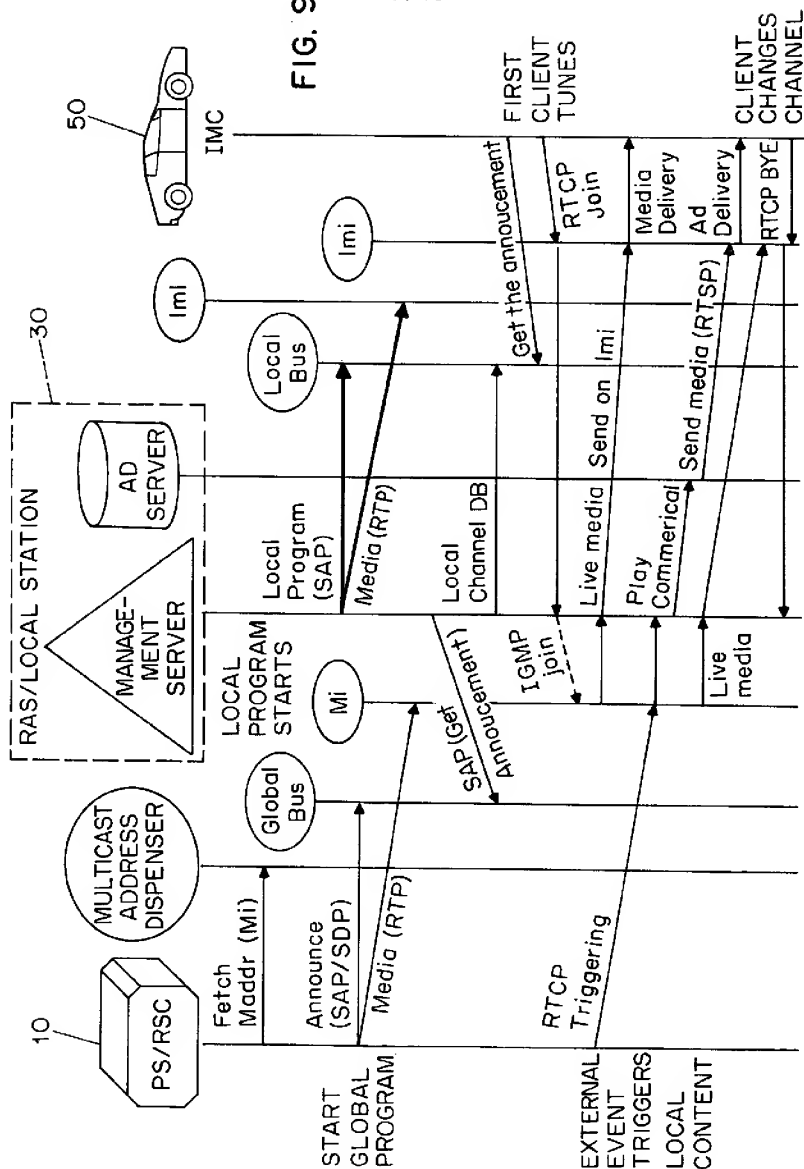 FIG. 9
10
PS/RSC
MULTICAST
ADDRESS
DISPENSER
RAS/LOCAL STATION
30
MANAGE-
MENT
SERVER
AD
SERVER
50
IMC
Global
Bus
Mi
Local
Bus
Iml
Imi
START
GLOBAL
PROGRAM
Fetch
Maddr (Mi)
Announce
(SAP/SDP)
Media (RTP)
LOCAL
PROGRAM
STARTS
Local
Program
(SAP)
Media (RTP)
SAP (Get
Annoucement)
Local
Channel DB
Get the annoucement
FIRST
CLIENT
TUNES
RTCP
Join
IGMP
join
EXTERNAL
EVENT
TRIGGERS
LOCAL
CONTENT
RTCP
Triggering
Live media
Send on Imi
Media
Delivery
Play
Commerical
Send media (RTSP)
Ad
Delivery
Live
media
RTCP BYE
CLIENT
CHANGES
CHANNEL